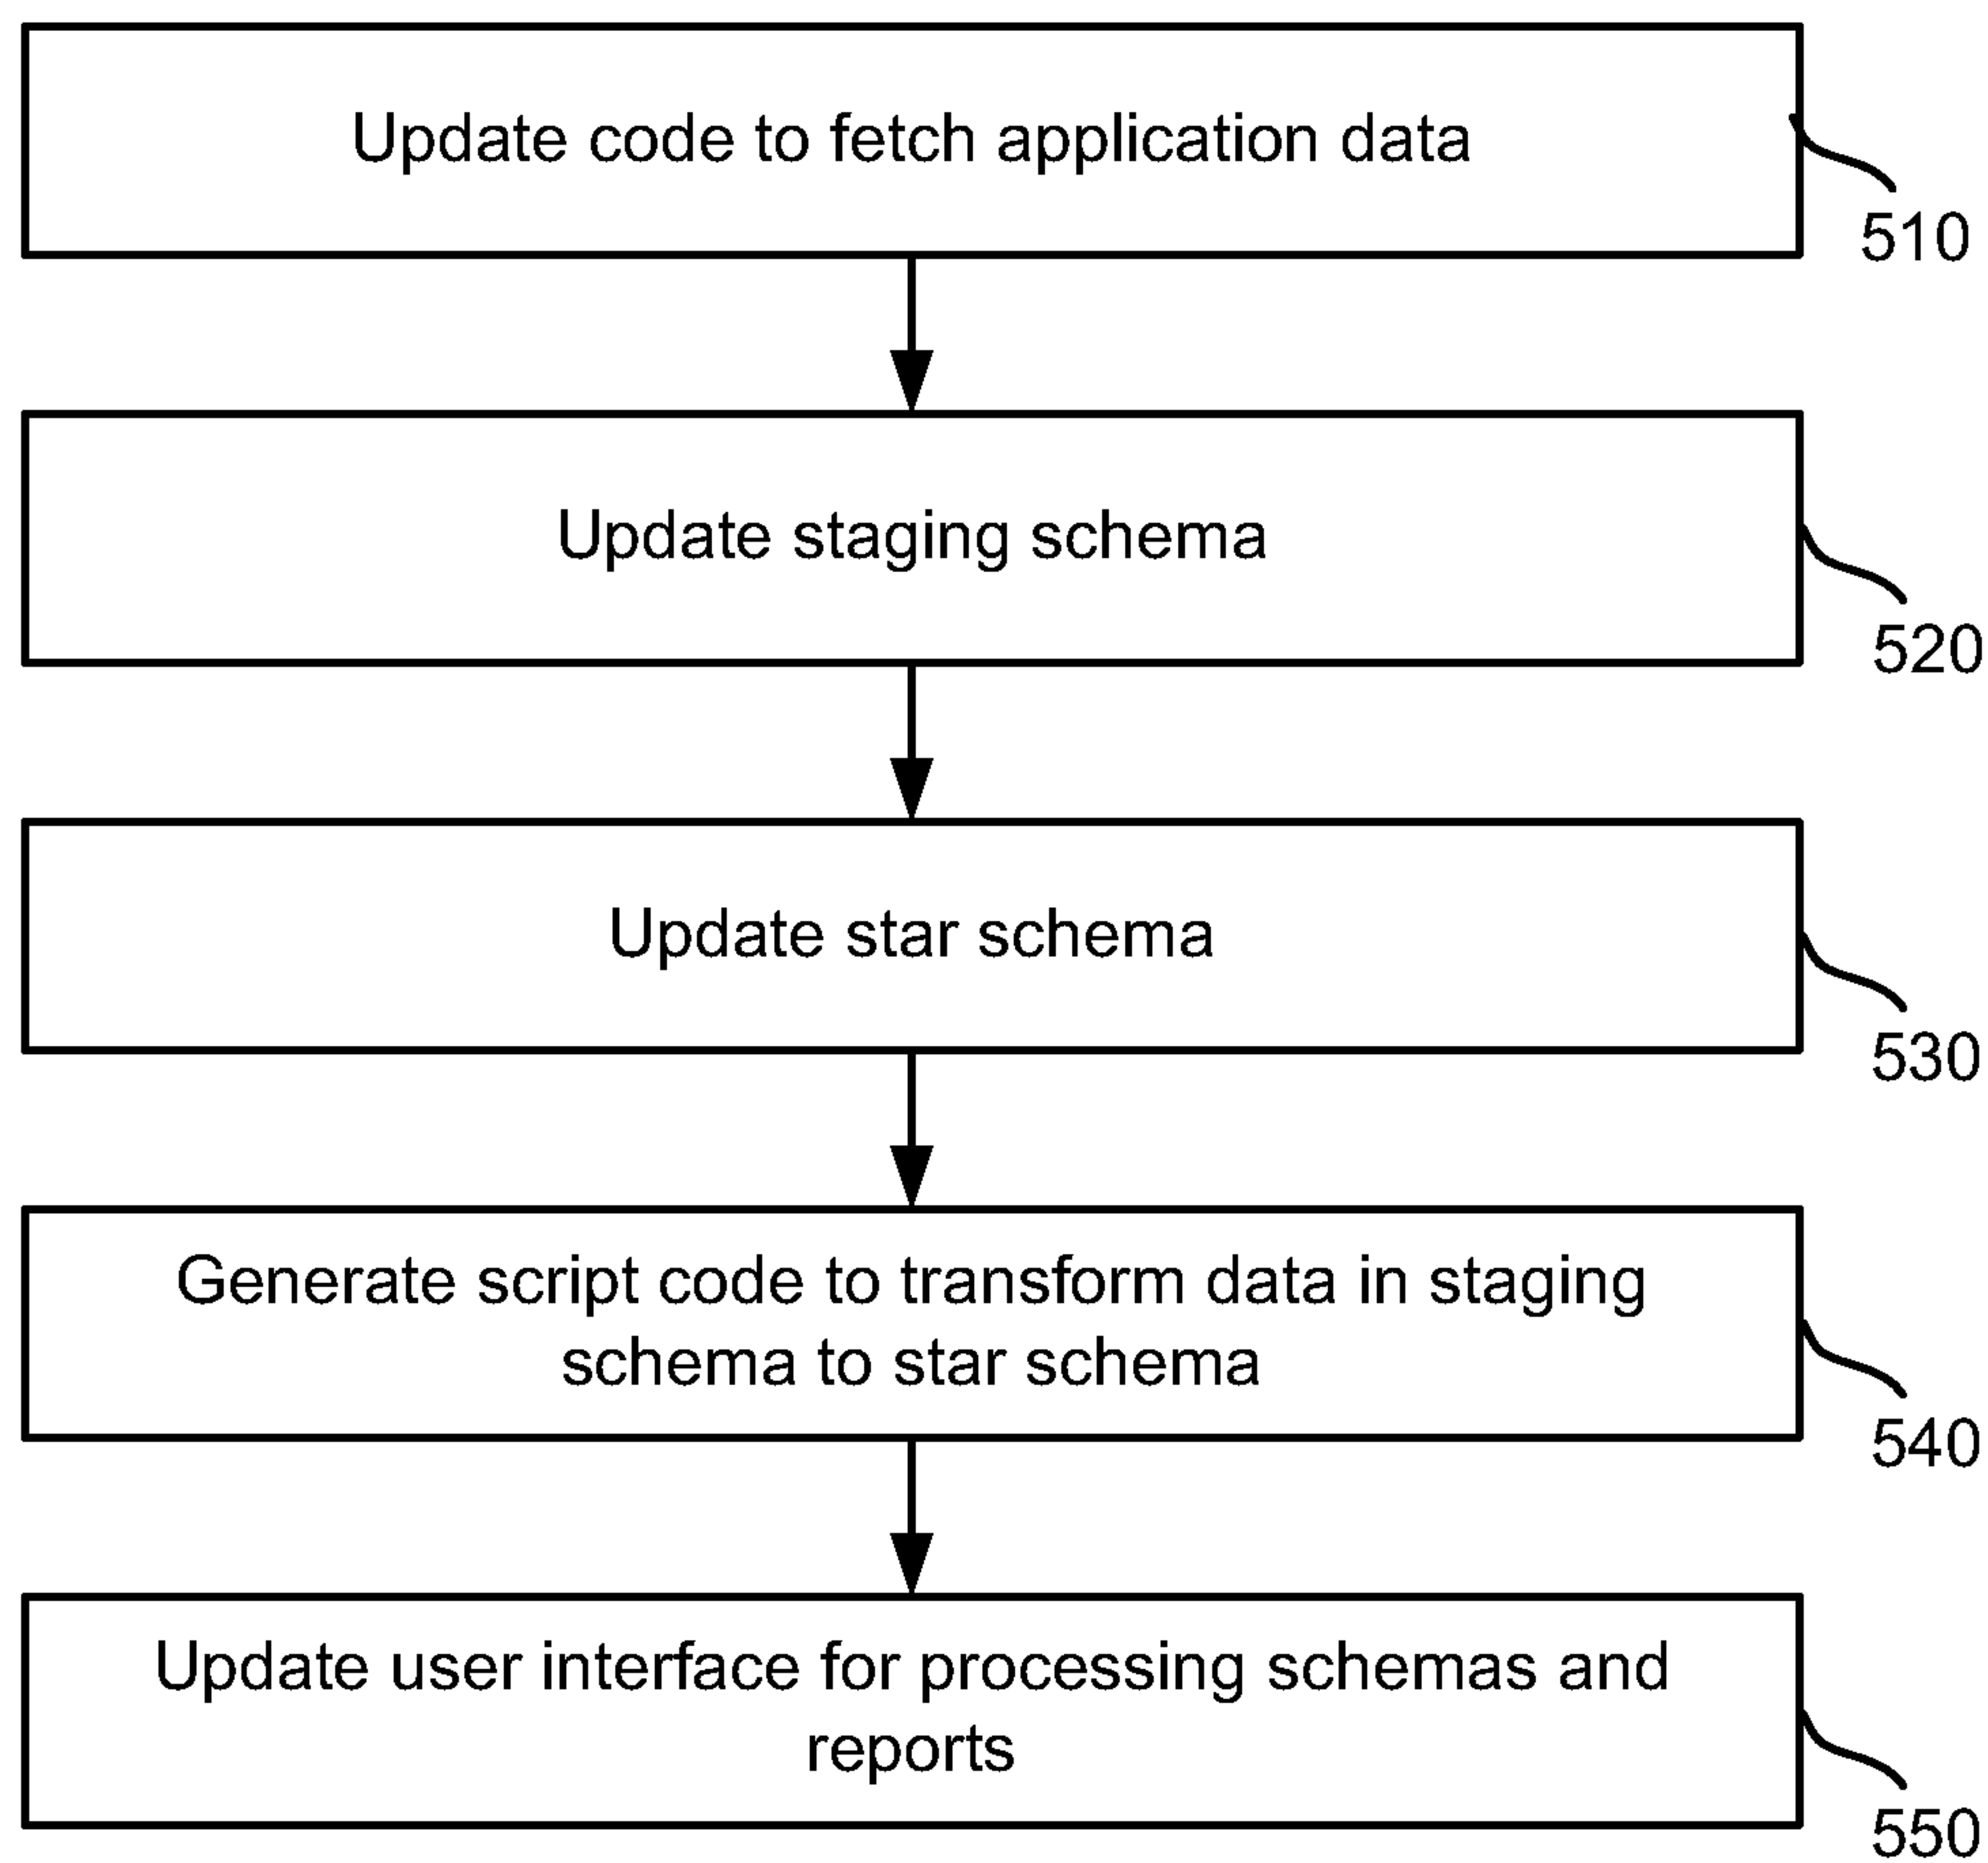 Update code to fetch application data
510
Update staging schema
520
Update star schema
530
Generate script code to transform data in staging
schema to star schema
540
Update user interface for processing schemas and
reports
550